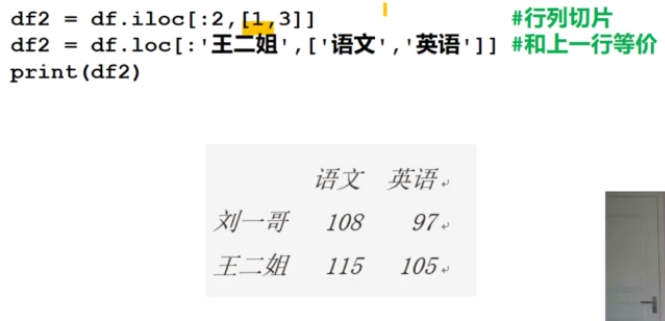 df2 = df.iloc[:2,[1,3]] #行列切片
df2 = df.loc[:'王二姐',['语文','英语']] #和上一行等价
print(df2)
语文 英语
刘一哥 108 97
王二姐 115 105